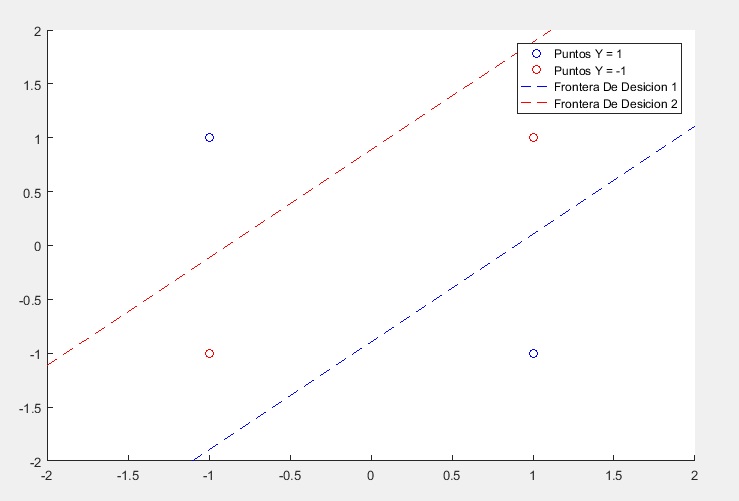 2
1.5
1
0.5
0
-0.5
-1
-1.5
-2
-2 -1.5 -1 -0.5 0 0.5 1 1.5 2
Puntos Y = 1
Puntos Y = -1
Frontera De Desicion 1
Frontera De Desicion 2